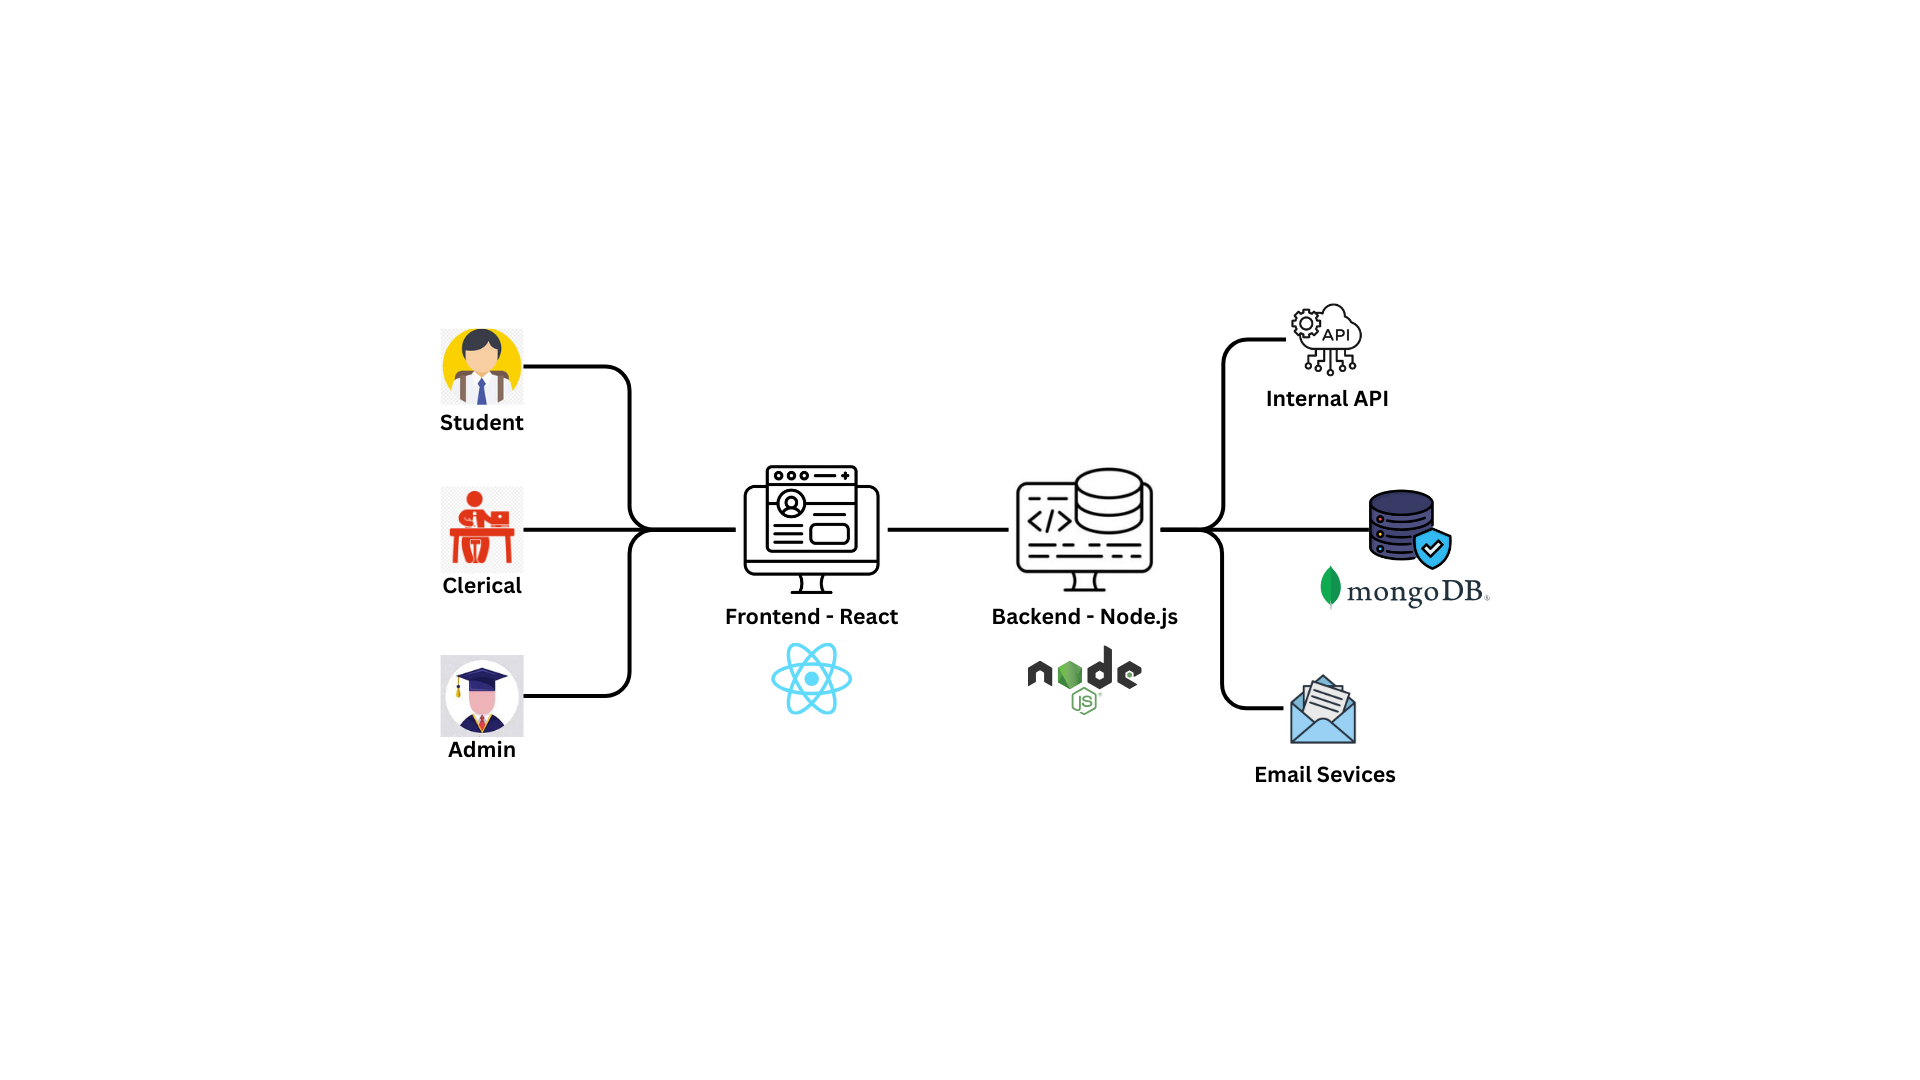 Student
Clerical
Admin
Frontend - React
</>
Backend - Node.js
node
JS
API
Internal API
mongoDB®
Email Sevices